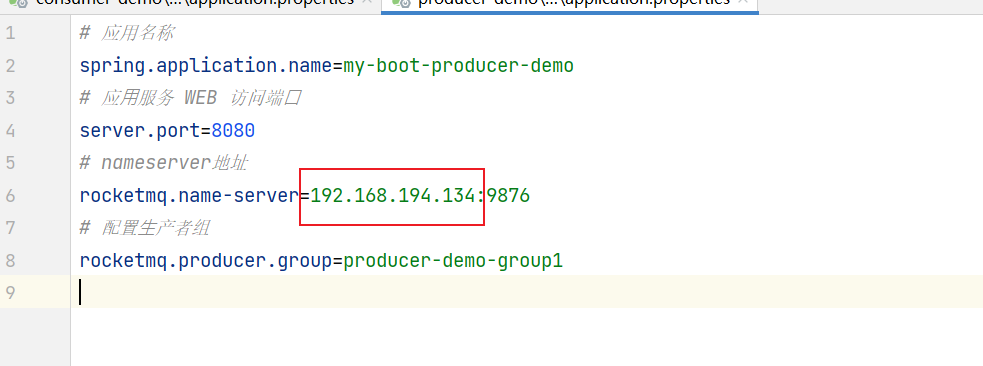 consumer-demo\...\application.properties
producer-demo\...\application.properties
1 # 应用名称
2 spring.application.name=my-boot-producer-demo
3 # 应用服务 WEB 访问端口
4 server.port=8080
5 # nameserver地址
6 rocketmq.name-server=192.168.194.134:9876
7 # 配置生产者组
8 rocketmq.producer.group=producer-demo-group1
9